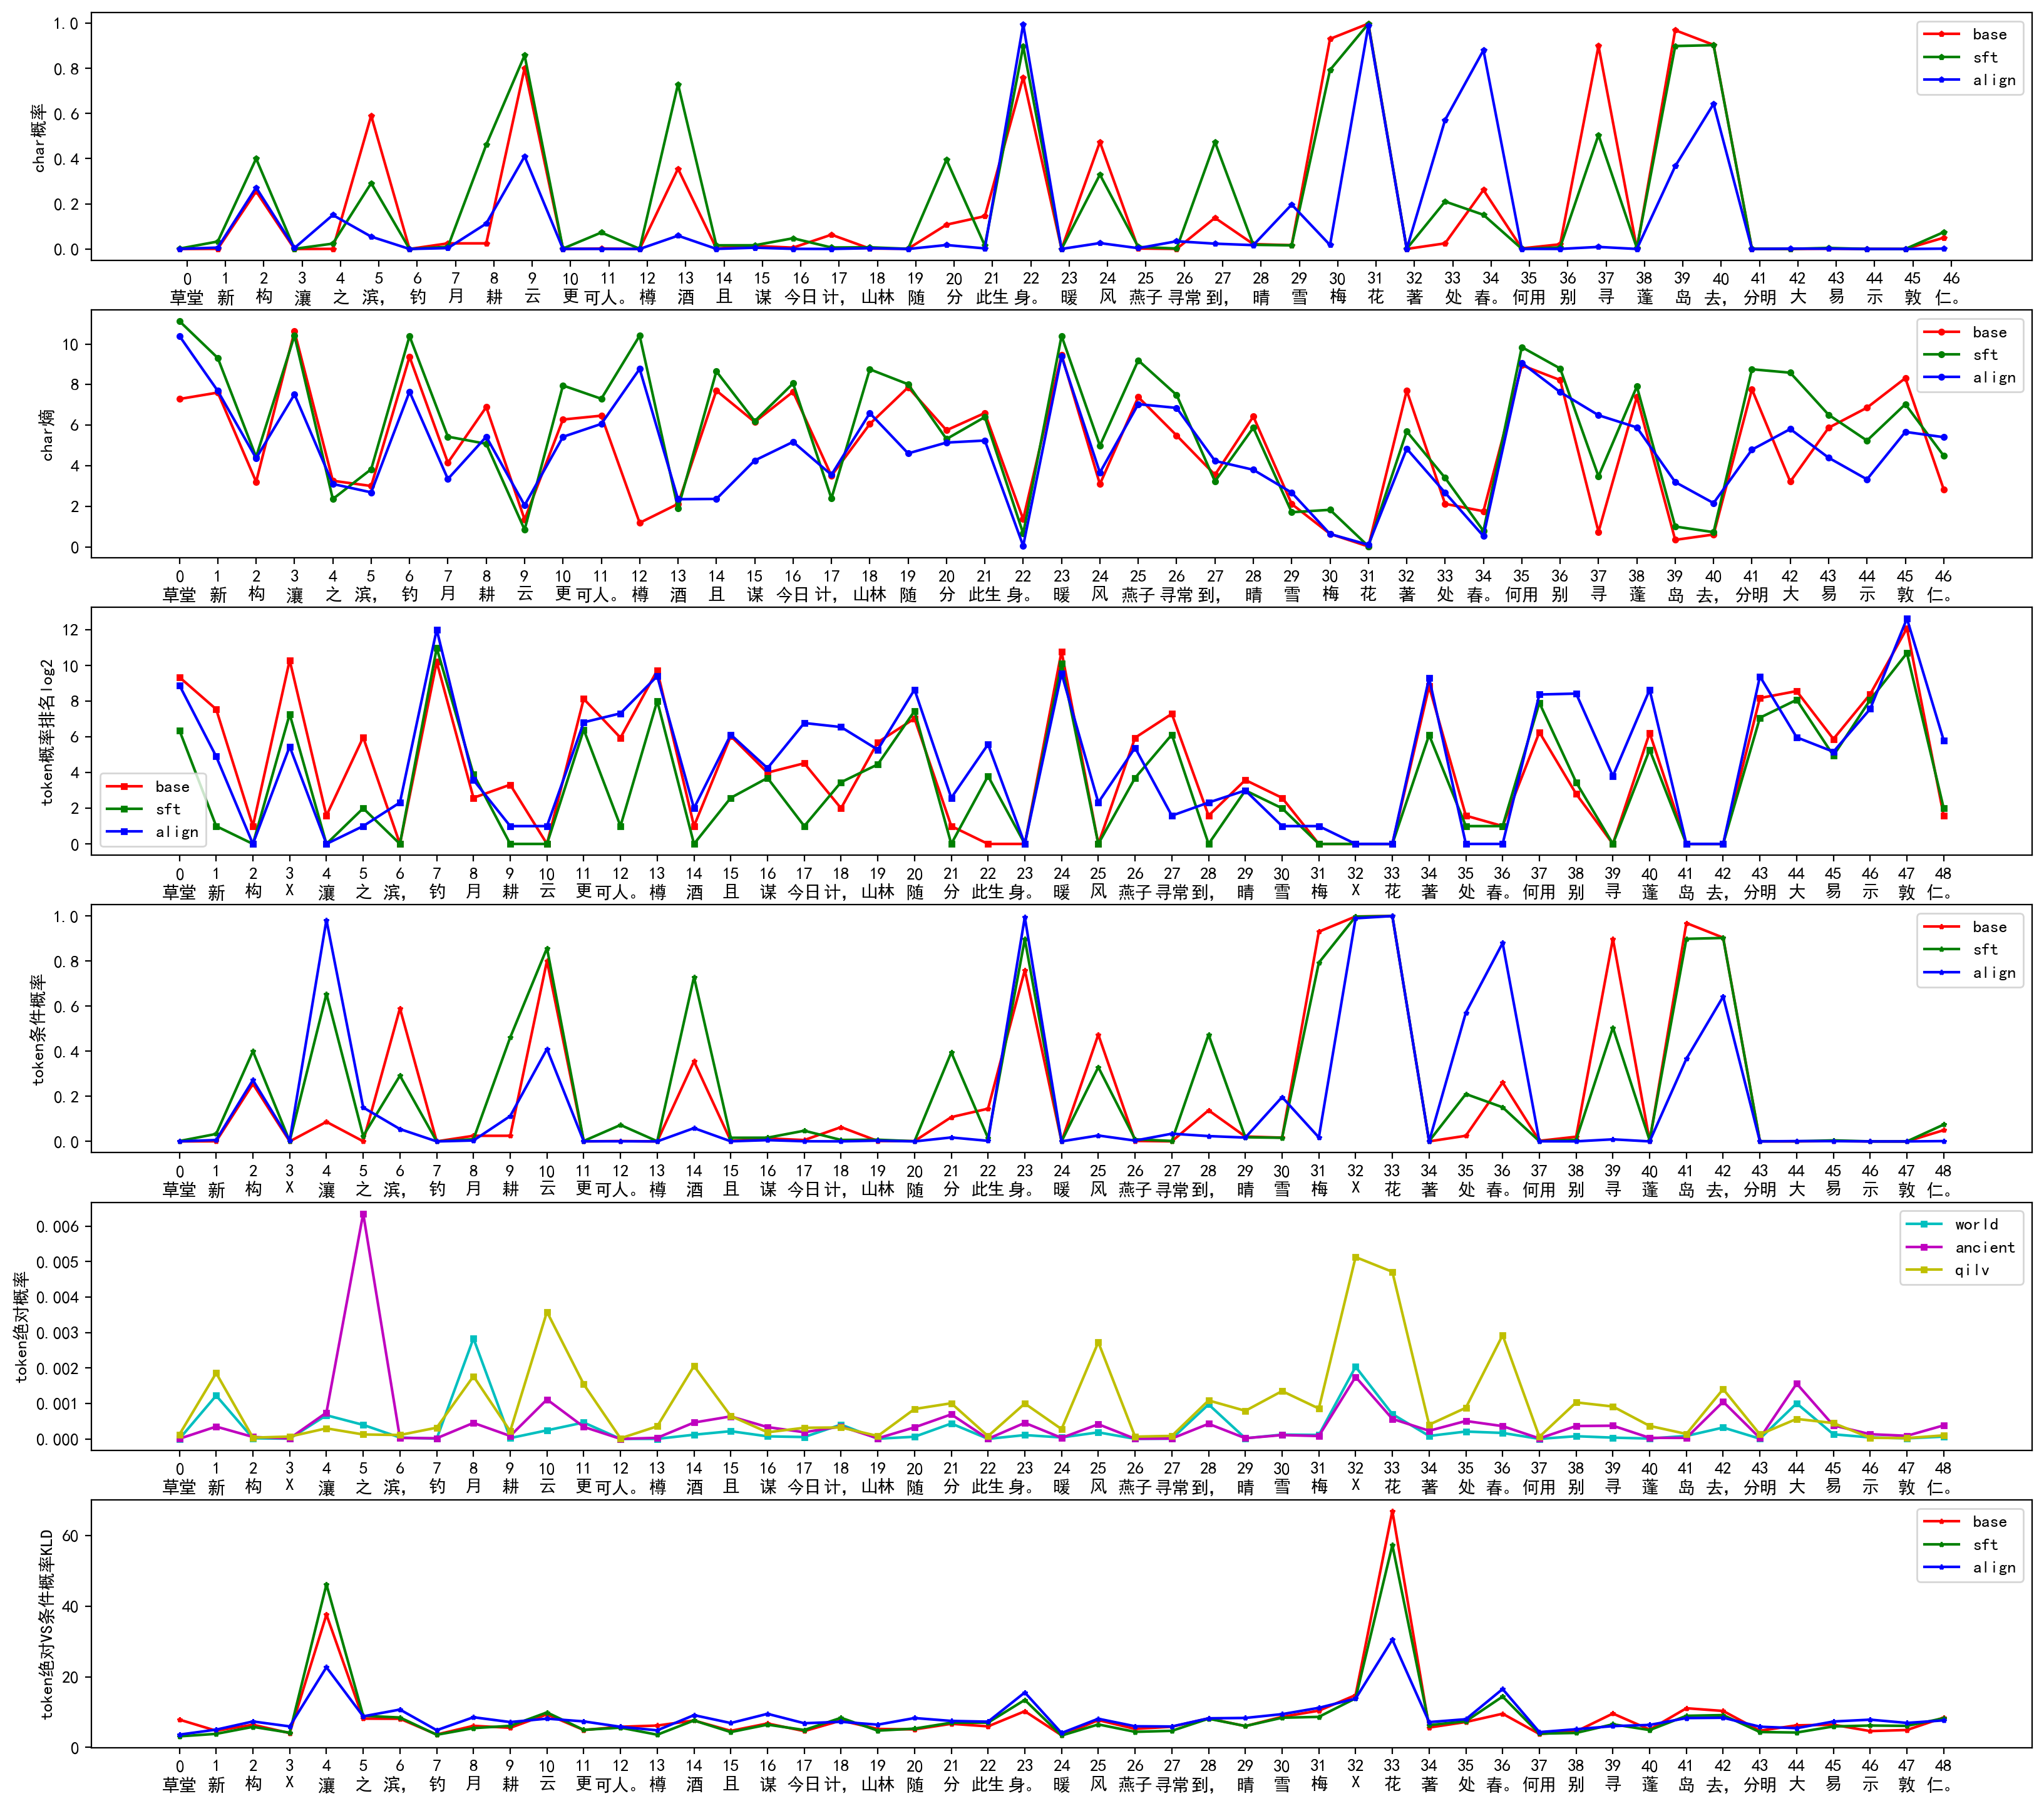 char概率
1.0
0.8
0.6
0.4
0.2
0.0
base
sft
align
0 1 2 3 4 5 6 7 8 9 10 11 12 13 14 15 16 17 18 19 20 21 22 23 24 25 26 27 28 29 30 31 32 33 34 35 36 37 38 39 40 41 42 43 44 45 46
草堂 新 构 瀼 之 滨, 钓 月 耕 云 更 可人。 樽 酒 且 谋 今日 计, 山林 随 分 此生 身。 暖 风 燕子 寻常 到, 晴 雪 梅 花 著 处 春。 何用 别 寻 蓬 岛 去, 分明 大 易 示 敦 仁。
char熵
10
8
6
4
2
0
base
sft
align
0 1 2 3 4 5 6 7 8 9 10 11 12 13 14 15 16 17 18 19 20 21 22 23 24 25 26 27 28 29 30 31 32 33 34 35 36 37 38 39 40 41 42 43 44 45 46
草堂 新 构 瀼 之 滨, 钓 月 耕 云 更 可人。 樽 酒 且 谋 今日 计, 山林 随 分 此生 身。 暖 风 燕子 寻常 到, 晴 雪 梅 花 著 处 春。 何用 别 寻 蓬 岛 去, 分明 大 易 示 敦 仁。
token概率排名log2
12
10
8
6
4
2
0
base
sft
align
0 1 2 3 4 5 6 7 8 9 10 11 12 13 14 15 16 17 18 19 20 21 22 23 24 25 26 27 28 29 30 31 32 33 34 35 36 37 38 39 40 41 42 43 44 45 46 47 48
草堂 新 构 X 瀼 之 滨, 钓 月 耕 云 更 可人。 樽 酒 且 谋 今日 计, 山林 随 分 此生 身。 暖 风 燕子 寻常 到, 晴 雪 梅 X 花 著 处 春。 何用 别 寻 蓬 岛 去, 分明 大 易 示 敦 仁。
token条件概率
1.0
0.8
0.6
0.4
0.2
0.0
base
sft
align
0 1 2 3 4 5 6 7 8 9 10 11 12 13 14 15 16 17 18 19 20 21 22 23 24 25 26 27 28 29 30 31 32 33 34 35 36 37 38 39 40 41 42 43 44 45 46 47 48
草堂 新 构 X 瀼 之 滨, 钓 月 耕 云 更 可人。 樽 酒 且 谋 今日 计, 山林 随 分 此生 身。 暖 风 燕子 寻常 到, 晴 雪 梅 X 花 著 处 春。 何用 别 寻 蓬 岛 去, 分明 大 易 示 敦 仁。
token绝对概率
0.006
0.005
0.004
0.003
0.002
0.001
0.000
world
ancient
qilv
0 1 2 3 4 5 6 7 8 9 10 11 12 13 14 15 16 17 18 19 20 21 22 23 24 25 26 27 28 29 30 31 32 33 34 35 36 37 38 39 40 41 42 43 44 45 46 47 48
草堂 新 构 X 瀼 之 滨, 钓 月 耕 云 更 可人。 樽 酒 且 谋 今日 计, 山林 随 分 此生 身。 暖 风 燕子 寻常 到, 晴 雪 梅 X 花 著 处 春。 何用 别 寻 蓬 岛 去, 分明 大 易 示 敦 仁。
token绝对VS条件概率KLD
60
40
20
0
base
sft
align
0 1 2 3 4 5 6 7 8 9 10 11 12 13 14 15 16 17 18 19 20 21 22 23 24 25 26 27 28 29 30 31 32 33 34 35 36 37 38 39 40 41 42 43 44 45 46 47 48
草堂 新 构 X 瀼 之 滨, 钓 月 耕 云 更 可人。 樽 酒 且 谋 今日 计, 山林 随 分 此生 身。 暖 风 燕子 寻常 到, 晴 雪 梅 X 花 著 处 春。 何用 别 寻 蓬 岛 去, 分明 大 易 示 敦 仁。